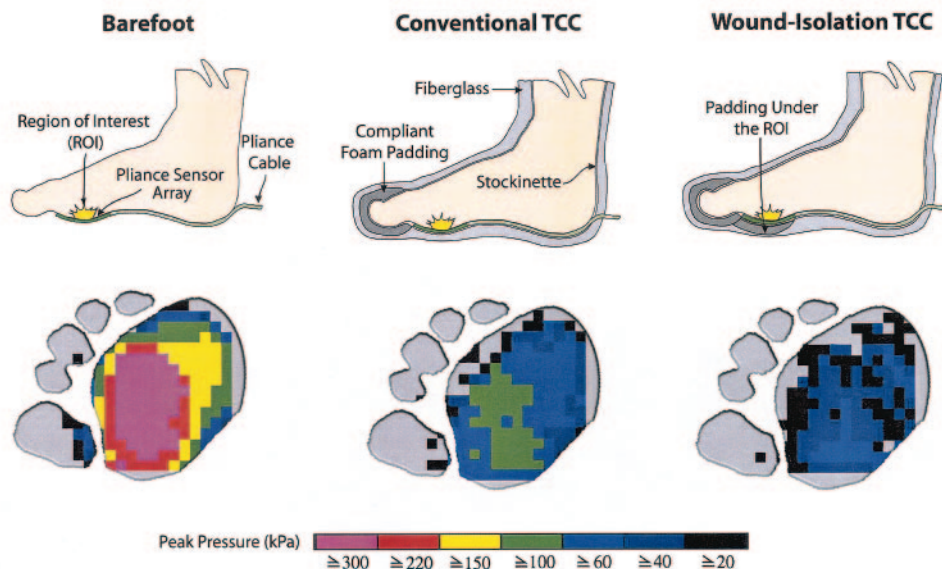 Barefoot
Conventional TCC
Wound-Isolation TCC
Region of Interest
(ROI)
Pliance Sensor
Array
Pliance
Cable
Fiberglass
Compliant
Foam Padding
Stockinette
Padding Under
the ROI
Peak Pressure (kPa)
≧300 ≧220 ≧150 ≧100 ≧60 ≧40 ≧20